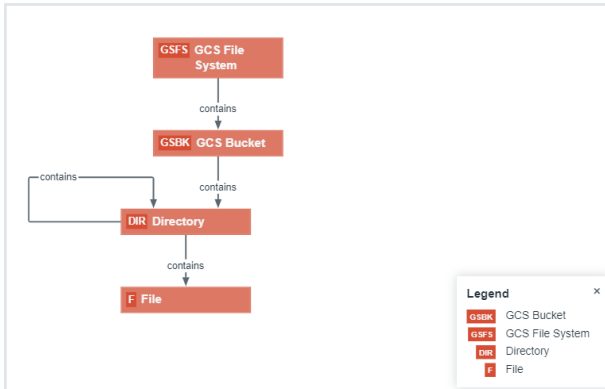 GSFS GCS File
System
contains
GSBK GCS Bucket
contains
contains
DIR Directory
contains
F File
Legend ×
GSBK GCS Bucket
GSFS GCS File System
DIR Directory
F File